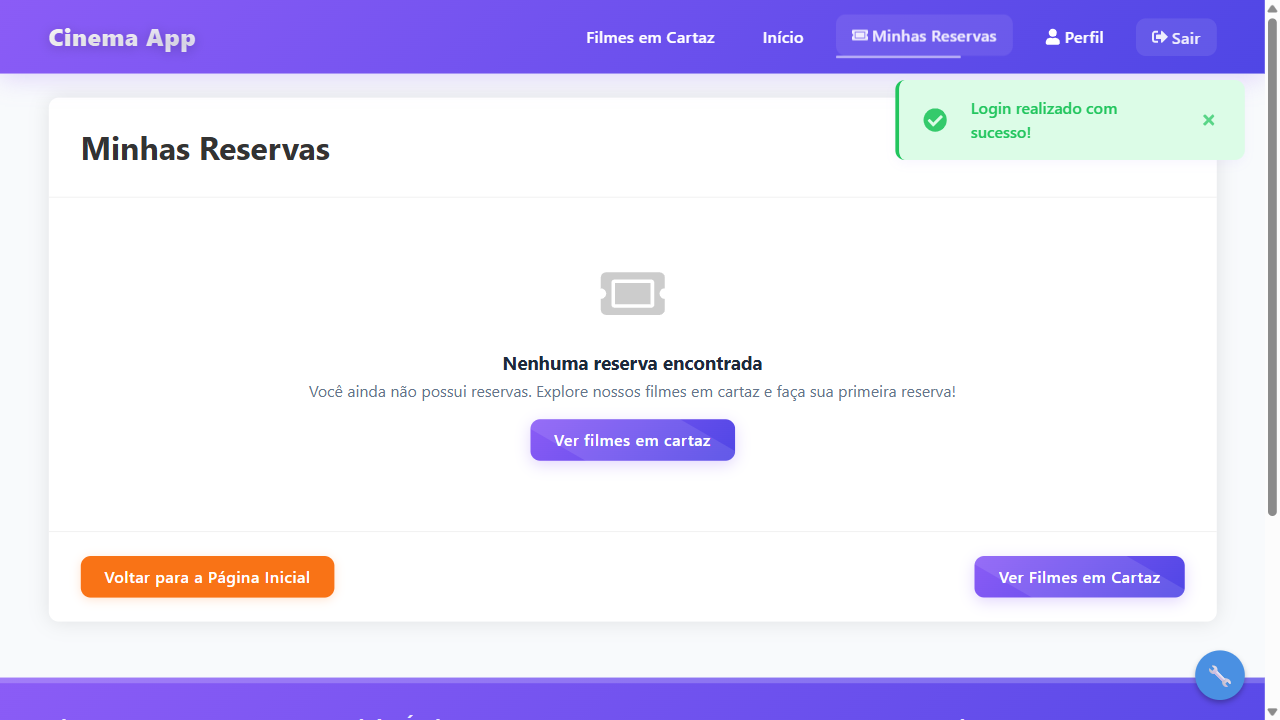 Cinema App
Filmes em Cartaz
Início
Minhas Reservas
Perfil
Sair
Login realizado com
sucesso!
Minhas Reservas
Nenhuma reserva encontrada
Você ainda não possui reservas. Explore nossos filmes em cartaz e faça sua primeira reserva!
Ver filmes em cartaz
Voltar para a Página Inicial
Ver Filmes em Cartaz